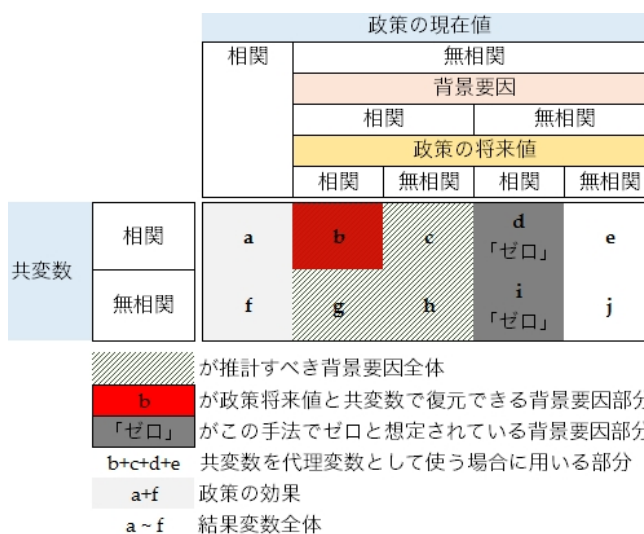 政策の現在値
相関 無相関
背景要因
相関 無相関
政策の将来値
相関 無相関 相関 無相関
共変数 相関 a b c d 「ゼロ」 e
無相関 f g h i 「ゼロ」 j
が推計すべき背景要因全体
b が政策将来値と共変数で復元できる背景要因部分
「ゼロ」 がこの手法でゼロと想定されている背景要因部分
b+c+d+e 共変数を代理変数として使う場合に用いる部分
a+f 政策の効果
a ~ f 結果変数全体